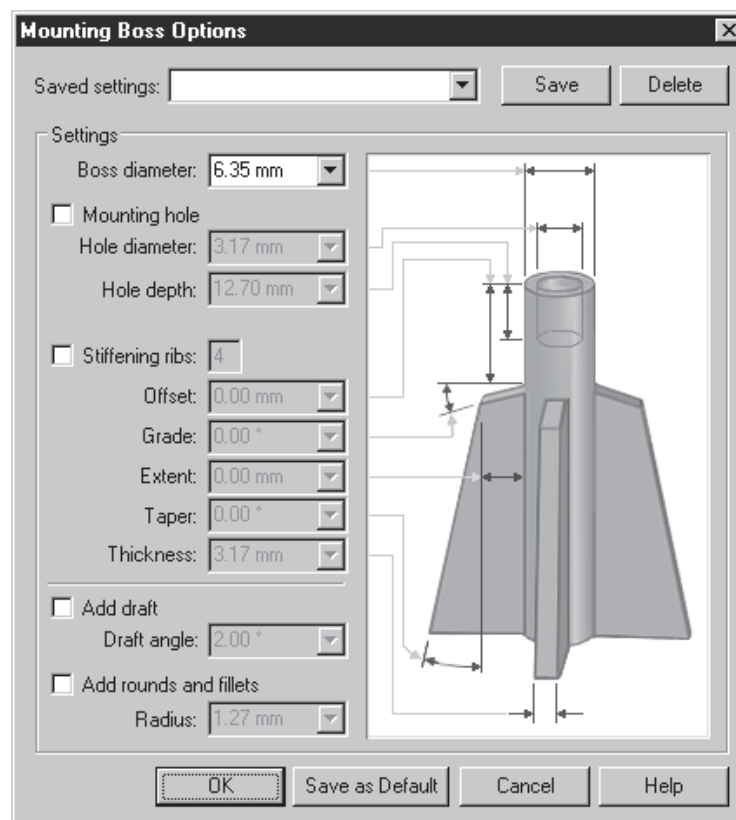 Mounting Boss Options
Saved settings:
Save
Delete
Settings
Boss diameter: 6.35 mm
Mounting hole
Hole diameter: 3.17 mm
Hole depth: 12.70 mm
Stiffening ribs: 4
Offset: 0.00 mm
Grade: 0.00 °
Extent: 0.00 mm
Taper: 0.00 °
Thickness: 3.17 mm
Add draft
Draft angle: 2.00 °
Add rounds and fillets
Radius: 1.27 mm
OK
Save as Default
Cancel
Help